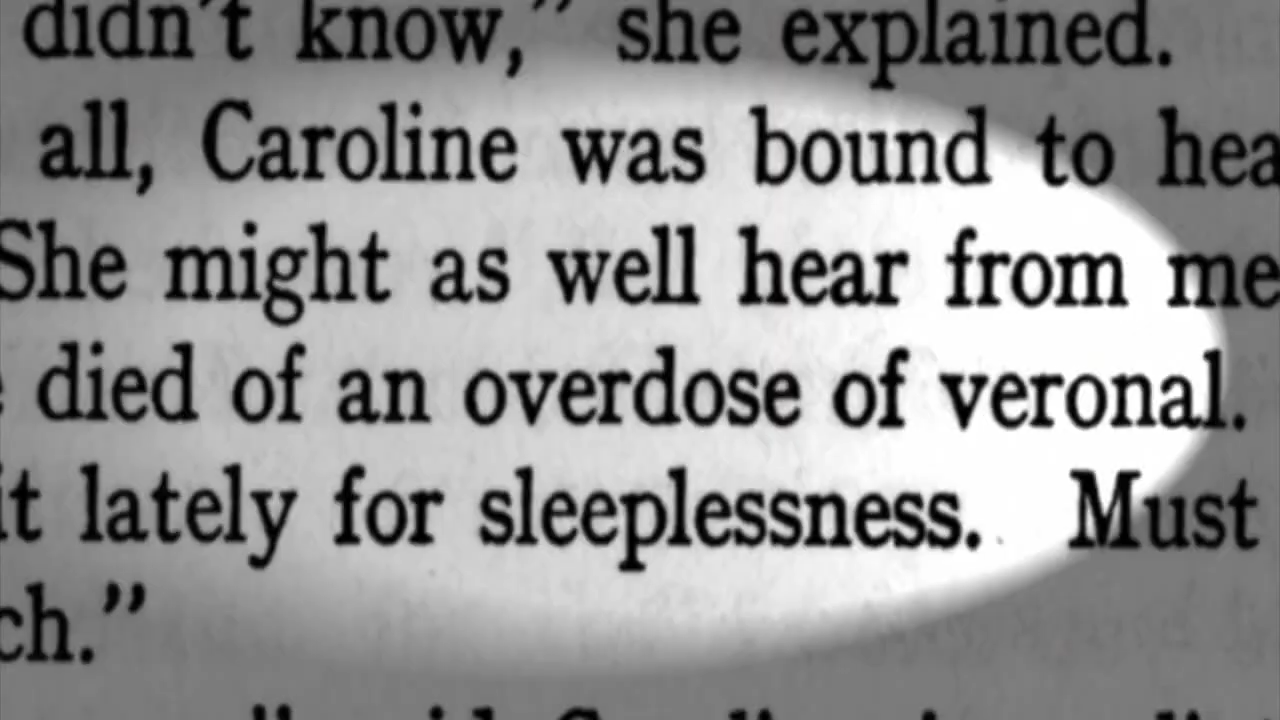 didn't know," she explained.
all, Caroline was bound to hea
She might as well hear from me
died of an overdose of veronal.
it lately for sleeplessness. Must
ch."